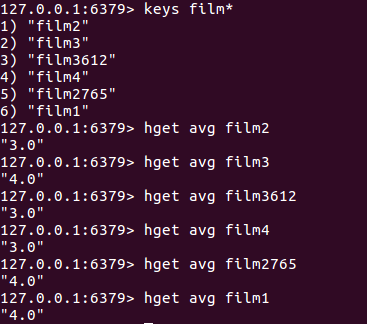 127.0.0.1:6379> keys film*
1) "film2"
2) "film3"
3) "film3612"
4) "film4"
5) "film2765"
6) "film1"
127.0.0.1:6379> hget avg film2
"3.0"
127.0.0.1:6379> hget avg film3
"4.0"
127.0.0.1:6379> hget avg film3612
"3.0"
127.0.0.1:6379> hget avg film4
"3.0"
127.0.0.1:6379> hget avg film2765
"4.0"
127.0.0.1:6379> hget avg film1
"4.0"